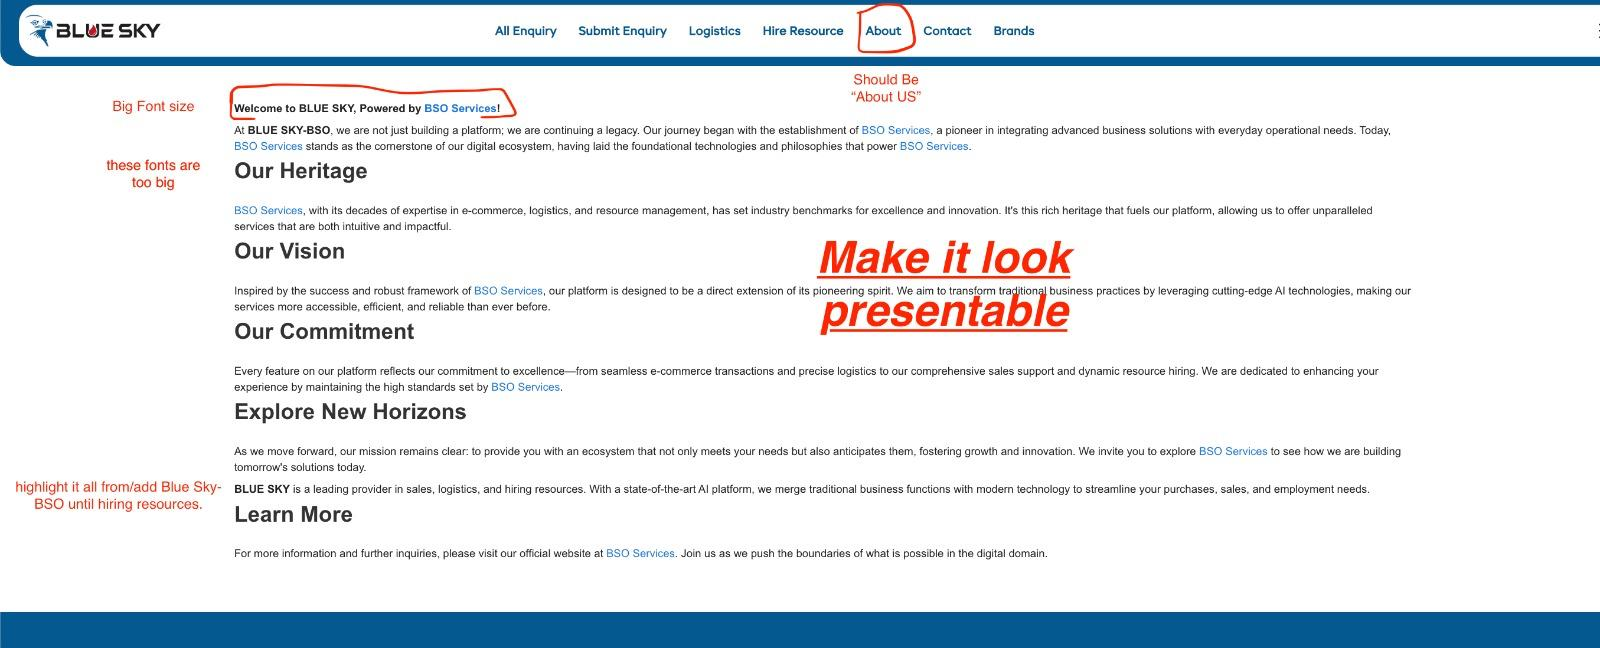 BLUE SKY
All Enquiry Submit Enquiry Logistics Hire Resource About Contact Brands
Should Be
“About US”
Big Font size
Welcome to BLUE SKY, Powered by BSO Services!
At BLUE SKY-BSO, we are not just building a platform; we are continuing a legacy. Our journey began with the establishment of BSO Services, a pioneer in integrating advanced business solutions with everyday operational needs. Today,
BSO Services stands as the cornerstone of our digital ecosystem, having laid the foundational technologies and philosophies that power BSO Services.
these fonts are
too big
Our Heritage
BSO Services, with its decades of expertise in e-commerce, logistics, and resource management, has set industry benchmarks for excellence and innovation. It's this rich heritage that fuels our platform, allowing us to offer unparalleled
services that are both intuitive and impactful.
Our Vision
Make it look
presentable
Inspired by the success and robust framework of BSO Services, our platform is designed to be a direct extension of its pioneering spirit. We aim to transform traditional business practices by leveraging cutting-edge AI technologies, making our
services more accessible, efficient, and reliable than ever before.
Our Commitment
Every feature on our platform reflects our commitment to excellence—from seamless e-commerce transactions and precise logistics to our comprehensive sales support and dynamic resource hiring. We are dedicated to enhancing your
experience by maintaining the high standards set by BSO Services.
Explore New Horizons
As we move forward, our mission remains clear: to provide you with an ecosystem that not only meets your needs but also anticipates them, fostering growth and innovation. We invite you to explore BSO Services to see how we are building
tomorrow's solutions today.
highlight it all from/add Blue Sky-
BSO until hiring resources.
BLUE SKY is a leading provider in sales, logistics, and hiring resources. With a state-of-the-art AI platform, we merge traditional business functions with modern technology to streamline your purchases, sales, and employment needs.
Learn More
For more information and further inquiries, please visit our official website at BSO Services. Join us as we push the boundaries of what is possible in the digital domain.